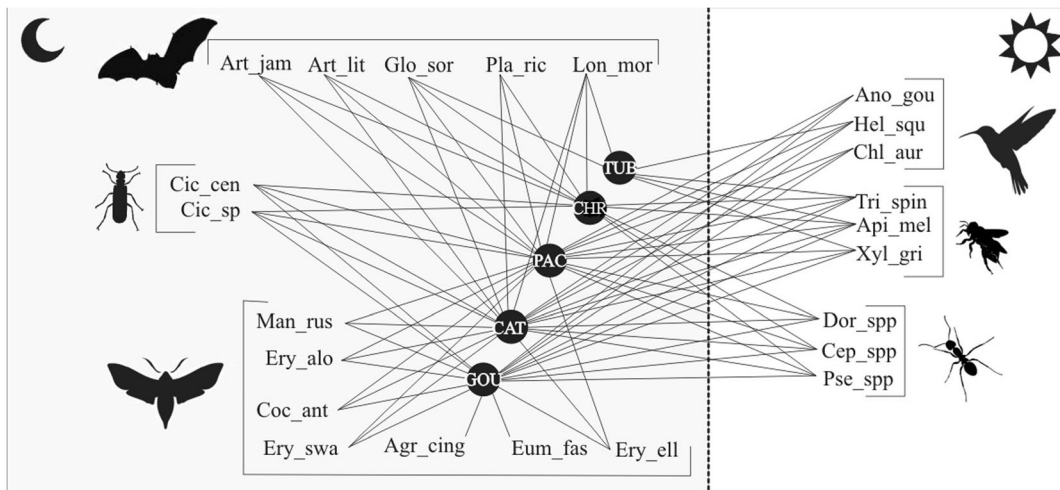 Art_jam Art_lit Glo_sor Pla_ric Lon_mor
Ano_gou
Hel_squ
Chl_aur
TUB
Cic_cen
Cic_sp
CHR
Tri_spin
Api_mel
Xyl_gri
PAC
Man_rus
CAT
Dor_spp
Ery_alo
Cep_spp
GOU
Pse_spp
Coc_ant
Ery_swa Agr_cing Eum_fas Ery_ell